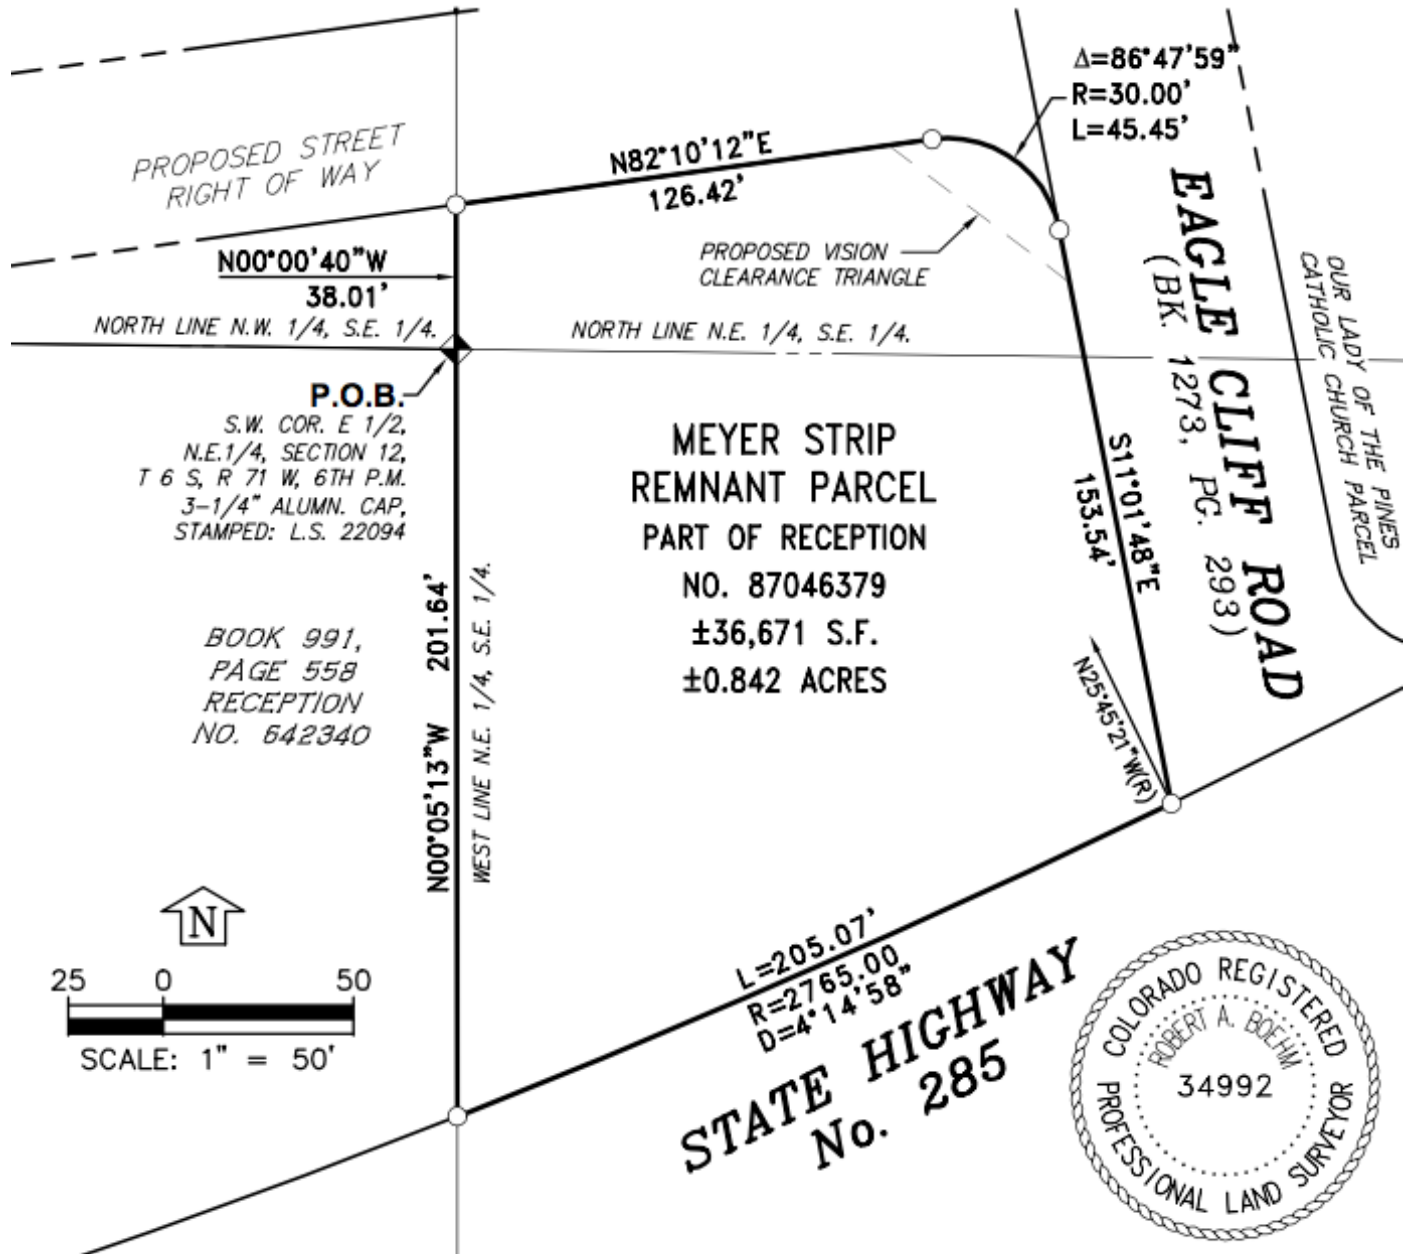 Δ=86°47'59"
R=30.00'
L=45.45'
PROPOSED STREET
RIGHT OF WAY
N82°10'12"E
126.42'
PROPOSED VISION
CLEARANCE TRIANGLE
N00°00'40"W
38.01'
NORTH LINE N.W. 1/4, S.E. 1/4.
NORTH LINE N.E. 1/4, S.E. 1/4.
EAGLE CLIFF ROAD
(BK. 1273, PG. 293)
OUR LADY OF THE PINES
CATHOLIC CHURCH PARCEL
P.O.B.
S.W. COR. E 1/2,
N.E.1/4, SECTION 12,
T 6 S, R 71 W, 6TH P.M.
3-1/4" ALUMN. CAP,
STAMPED: L.S. 22094
MEYER STRIP
REMNANT PARCEL
PART OF RECEPTION
NO. 87046379
±36,671 S.F.
±0.842 ACRES
S11°01'48"E
153.54'
BOOK 991,
PAGE 558
RECEPTION
NO. 642340
N00°05'13"W 201.64'
WEST LINE N.E. 1/4, S.E. 1/4.
N25°45'21"W(R)
N
25 0 50
SCALE: 1" = 50'
L=205.07'
R=2765.00
D=4°14'58"
STATE HIGHWAY
No. 285
COLORADO REGISTERED
ROBERT A. BOEHM
34992
PROFESSIONAL LAND SURVEYOR